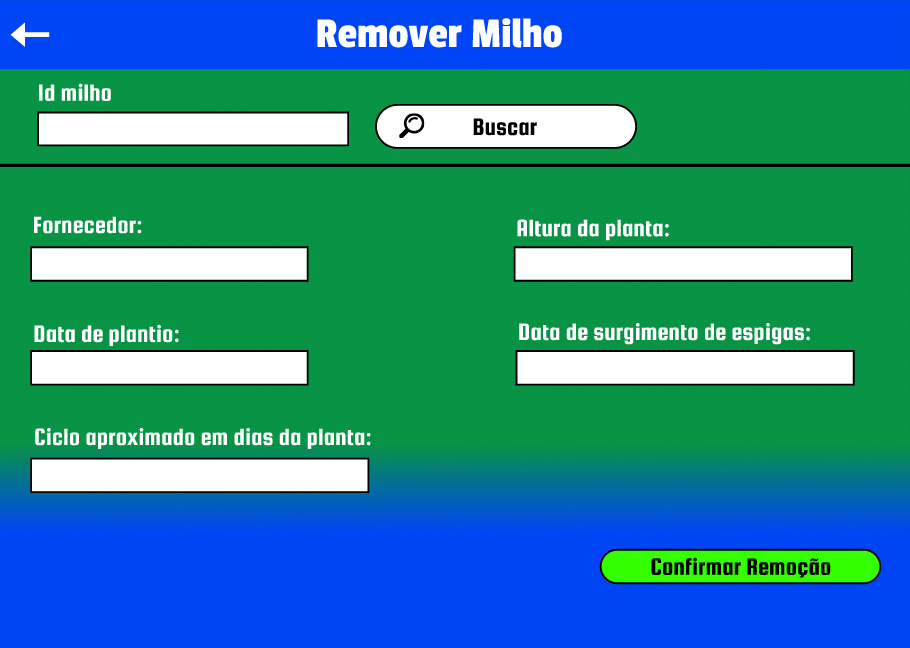 Remover Milho
Id milho
Buscar
Fornecedor:
Altura da planta:
Data de plantio:
Data de surgimento de espigas:
Ciclo aproximado em dias da planta:
Confirmar Remoção